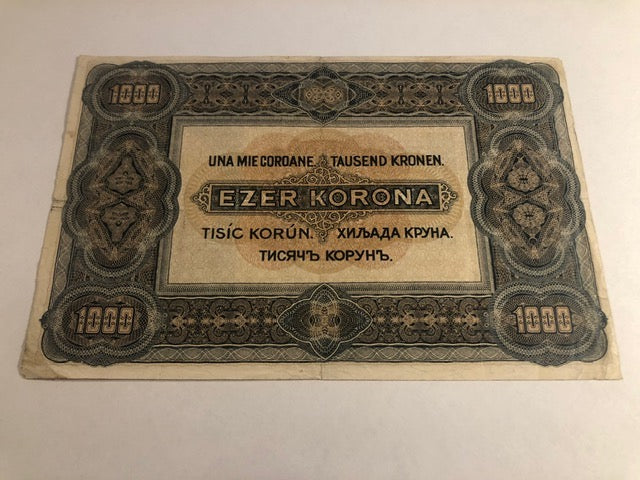 1000 1000
UNA MIE COROANE. TAUSEND KRONEN.
EZER KORONA
TISÍC KORÚN. ХИЉАДА КРУНА.
ТИСЯЧЪ КОРУНЪ.
1000 1000